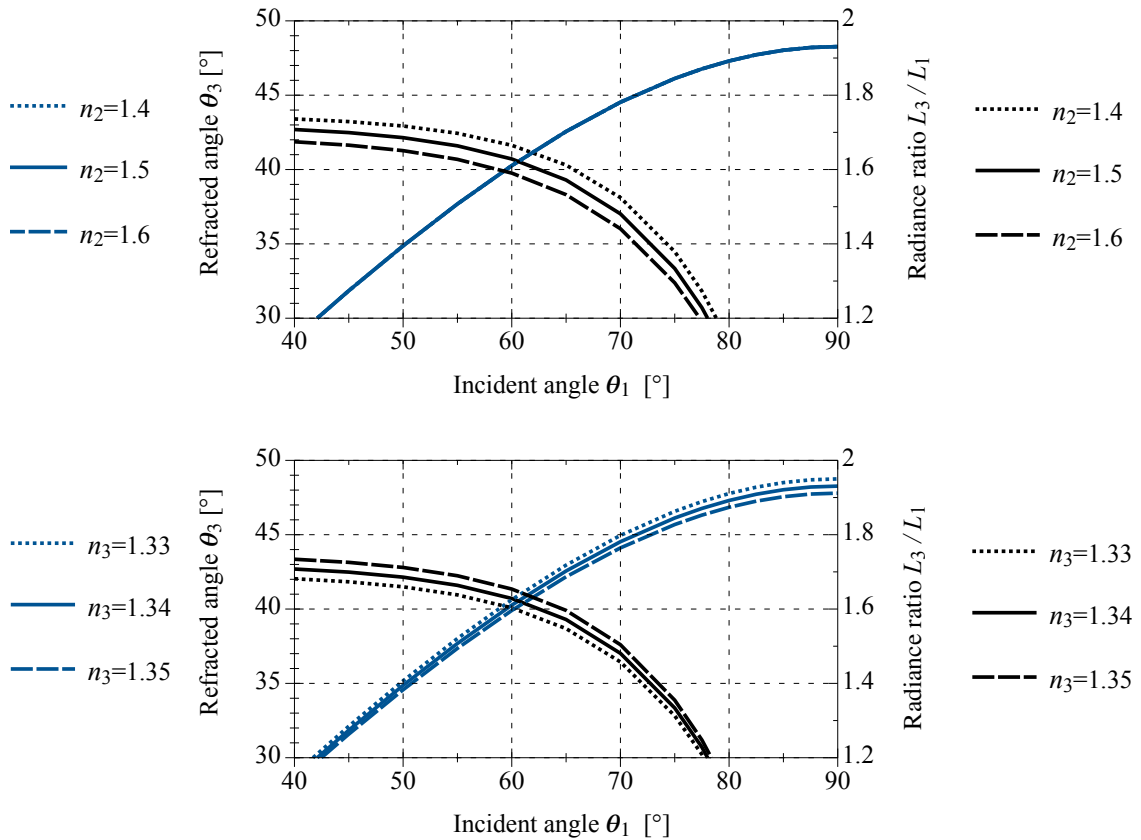 50
45
40
35
30
Refracted angle θ3 [°]
2
1.8
1.6
1.4
1.2
Radiance ratio L3 / L1
40 50 60 70 80 90
Incident angle θ1 [°]
n2=1.4
n2=1.5
n2=1.6
n2=1.4
n2=1.5
n2=1.6
50
45
40
35
30
Refracted angle θ3 [°]
2
1.8
1.6
1.4
1.2
Radiance ratio L3 / L1
40 50 60 70 80 90
Incident angle θ1 [°]
n3=1.33
n3=1.34
n3=1.35
n3=1.33
n3=1.34
n3=1.35